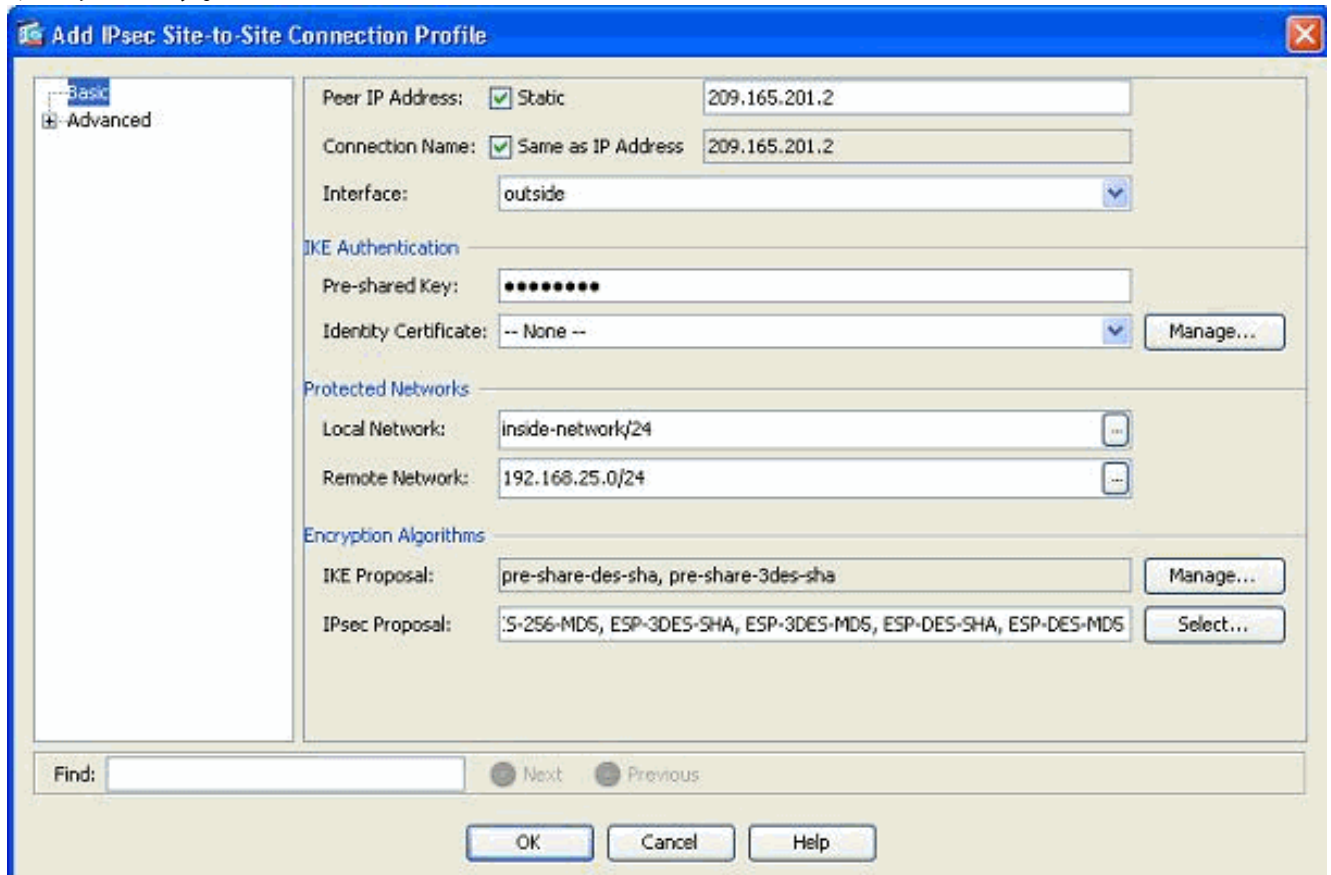 Add IPsec Site-to-Site Connection Profile
Basic
Advanced
Peer IP Address: Static 209.165.201.2
Connection Name: Same as IP Address 209.165.201.2
Interface: outside
IKE Authentication
Pre-shared Key: ••••••••
Identity Certificate: -- None -- Manage...
Protected Networks
Local Network: inside-network/24 ...
Remote Network: 192.168.25.0/24 ...
Encryption Algorithms
IKE Proposal: pre-share-des-sha, pre-share-3des-sha Manage...
IPsec Proposal: S-256-MD5, ESP-3DES-SHA, ESP-3DES-MD5, ESP-DES-SHA, ESP-DES-MD5 Select...
Find: Next Previous
OK Cancel Help